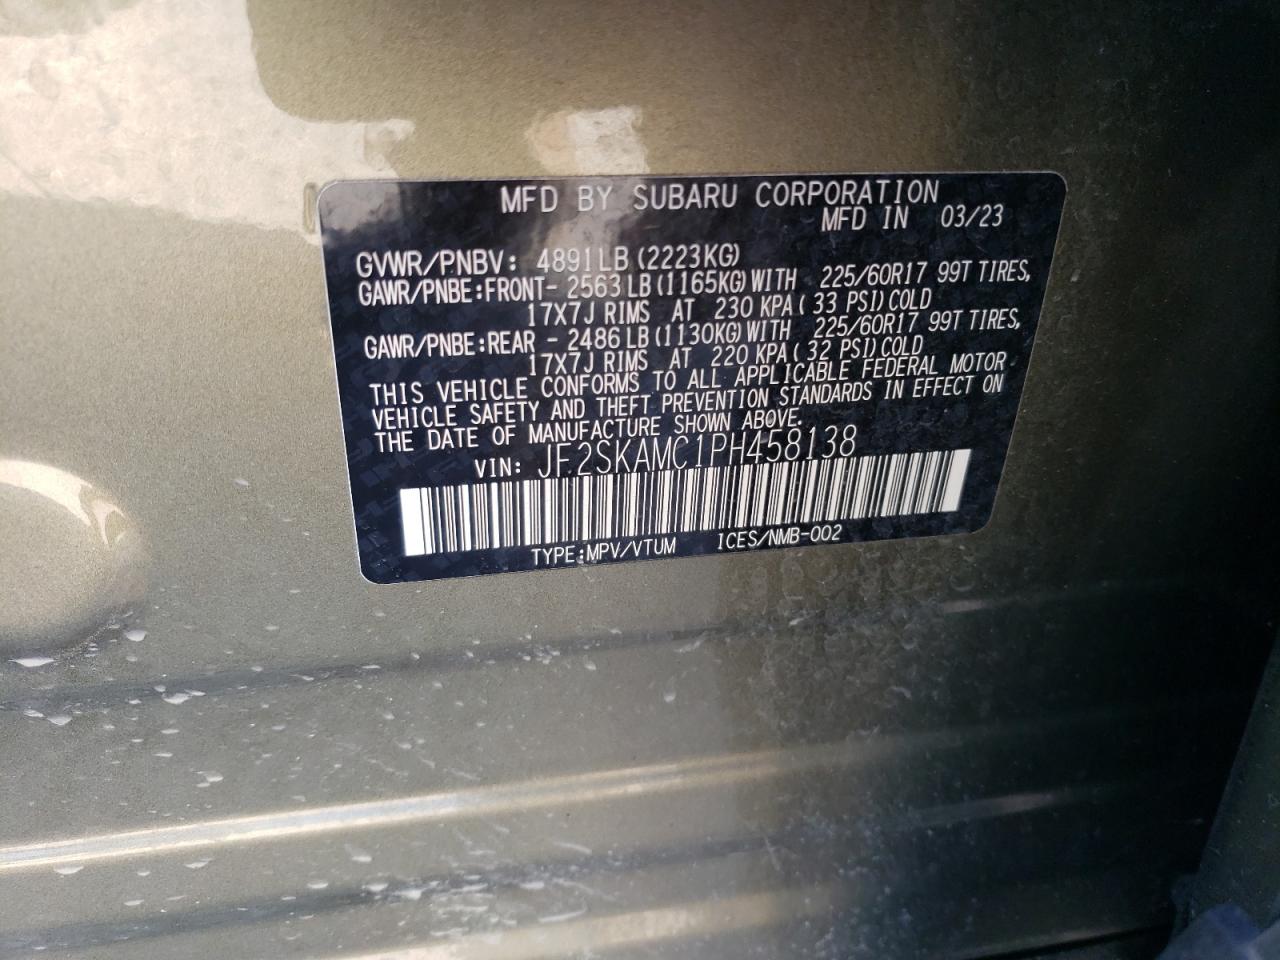 MFD BY SUBARU CORPORATION
MFD IN 03/23
GVWR/PNBV: 4891LB(2223KG)
GAWR/PNBE:FRONT- 2563LB(1165KG)WITH 225/60R17 99T TIRES,
17X7J RIMS AT 230 KPA( 33 PSI)COLD
GAWR/PNBE:REAR - 2486LB(1130KG)WITH 225/60R17 99T TIRES,
17X7J RIMS AT 220 KPA( 32 PSI)COLD
THIS VEHICLE CONFORMS TO ALL APPLICABLE FEDERAL MOTOR
VEHICLE SAFETY AND THEFT PREVENTION STANDARDS IN EFFECT ON
THE DATE OF MANUFACTURE SHOWN ABOVE.
VIN: JF2SKAMC1PH458138
TYPE:MPV/VTUM ICES/NMB-002